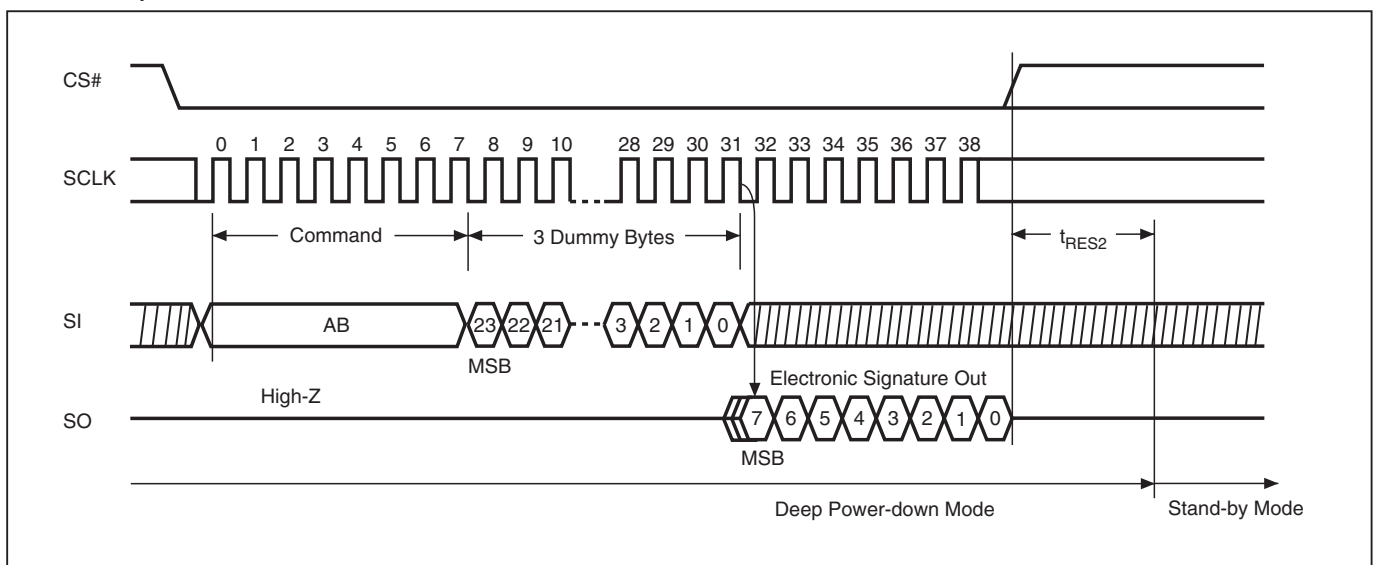 CS#
0 1 2 3 4 5 6 7 8 9 10 28 29 30 31 32 33 34 35 36 37 38
SCLK
Command 3 Dummy Bytes tRES2
SI AB 23 22 21 3 2 1 0
MSB
High-Z Electronic Signature Out
SO 7 6 5 4 3 2 1 0
MSB
Deep Power-down Mode Stand-by Mode